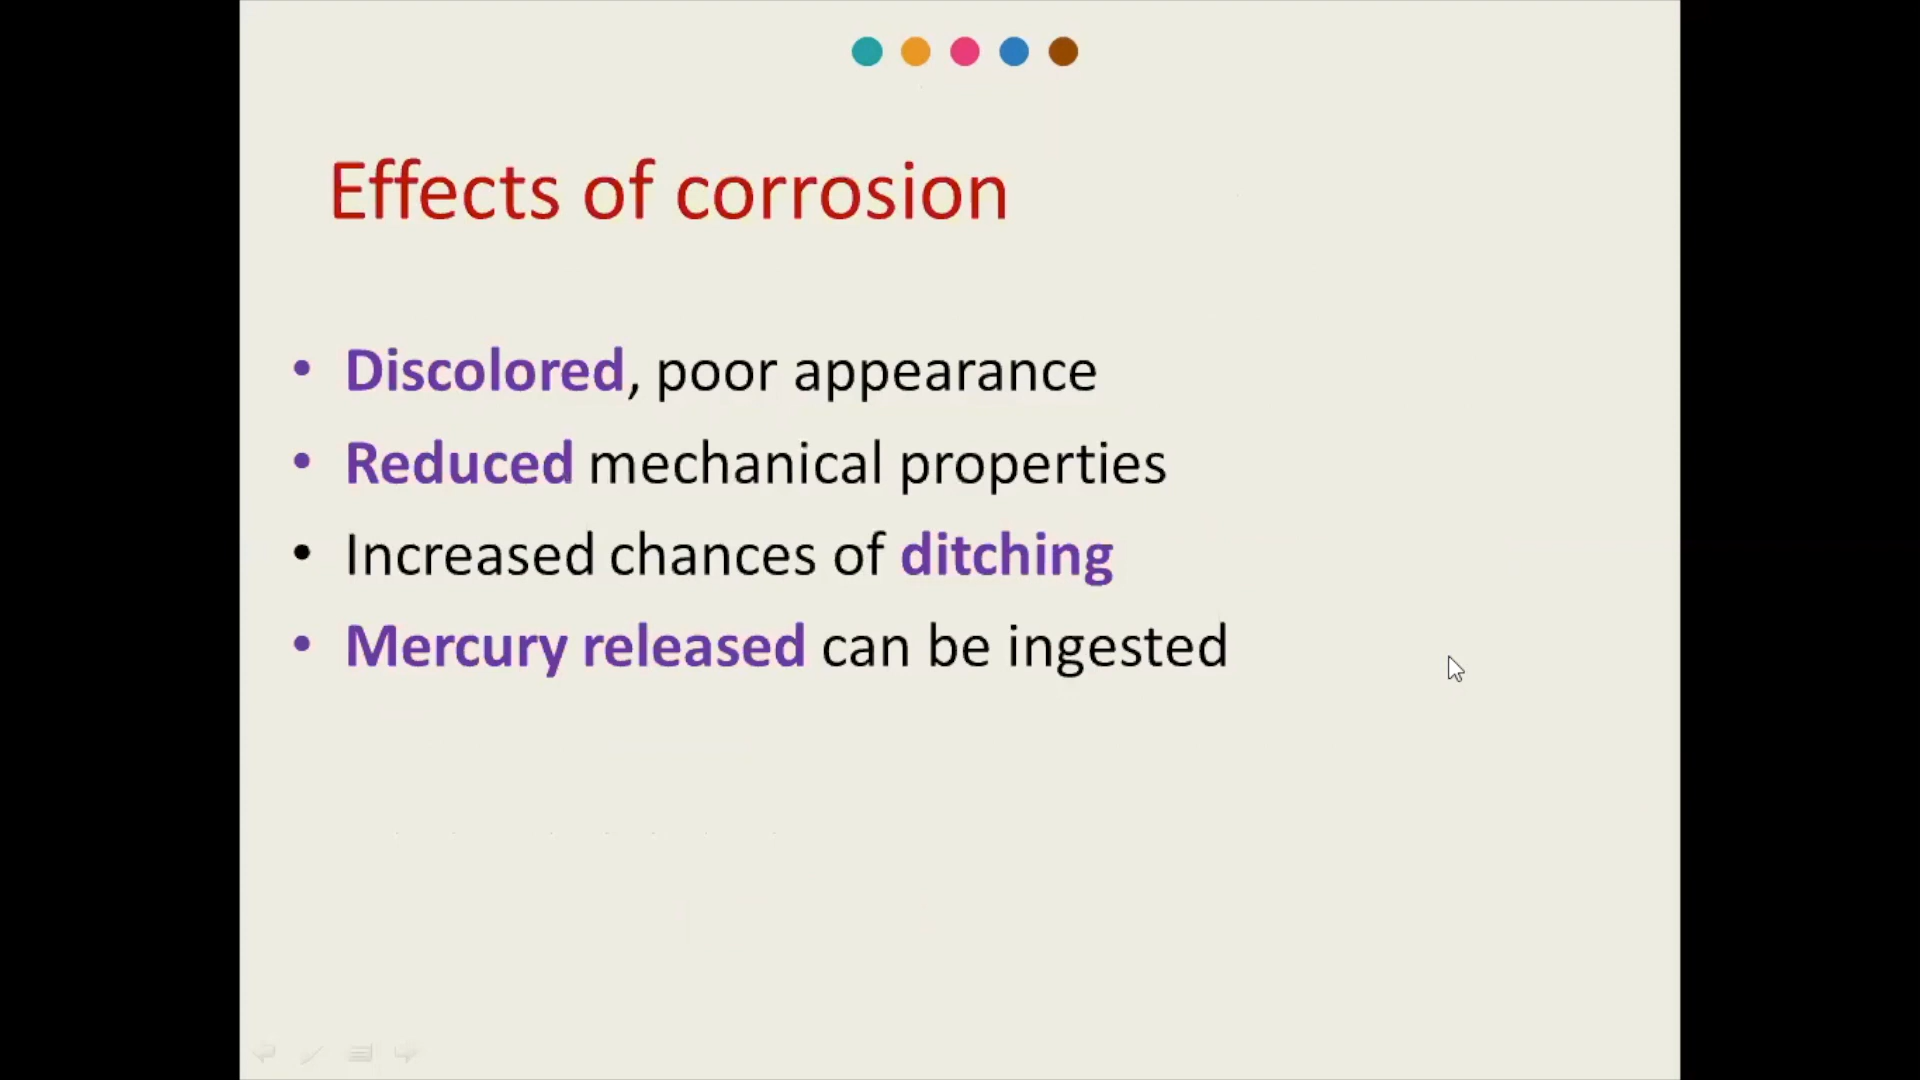 Effects of corrosion
• Discolored, poor appearance
• Reduced mechanical properties
• Increased chances of ditching
• Mercury released can be ingested